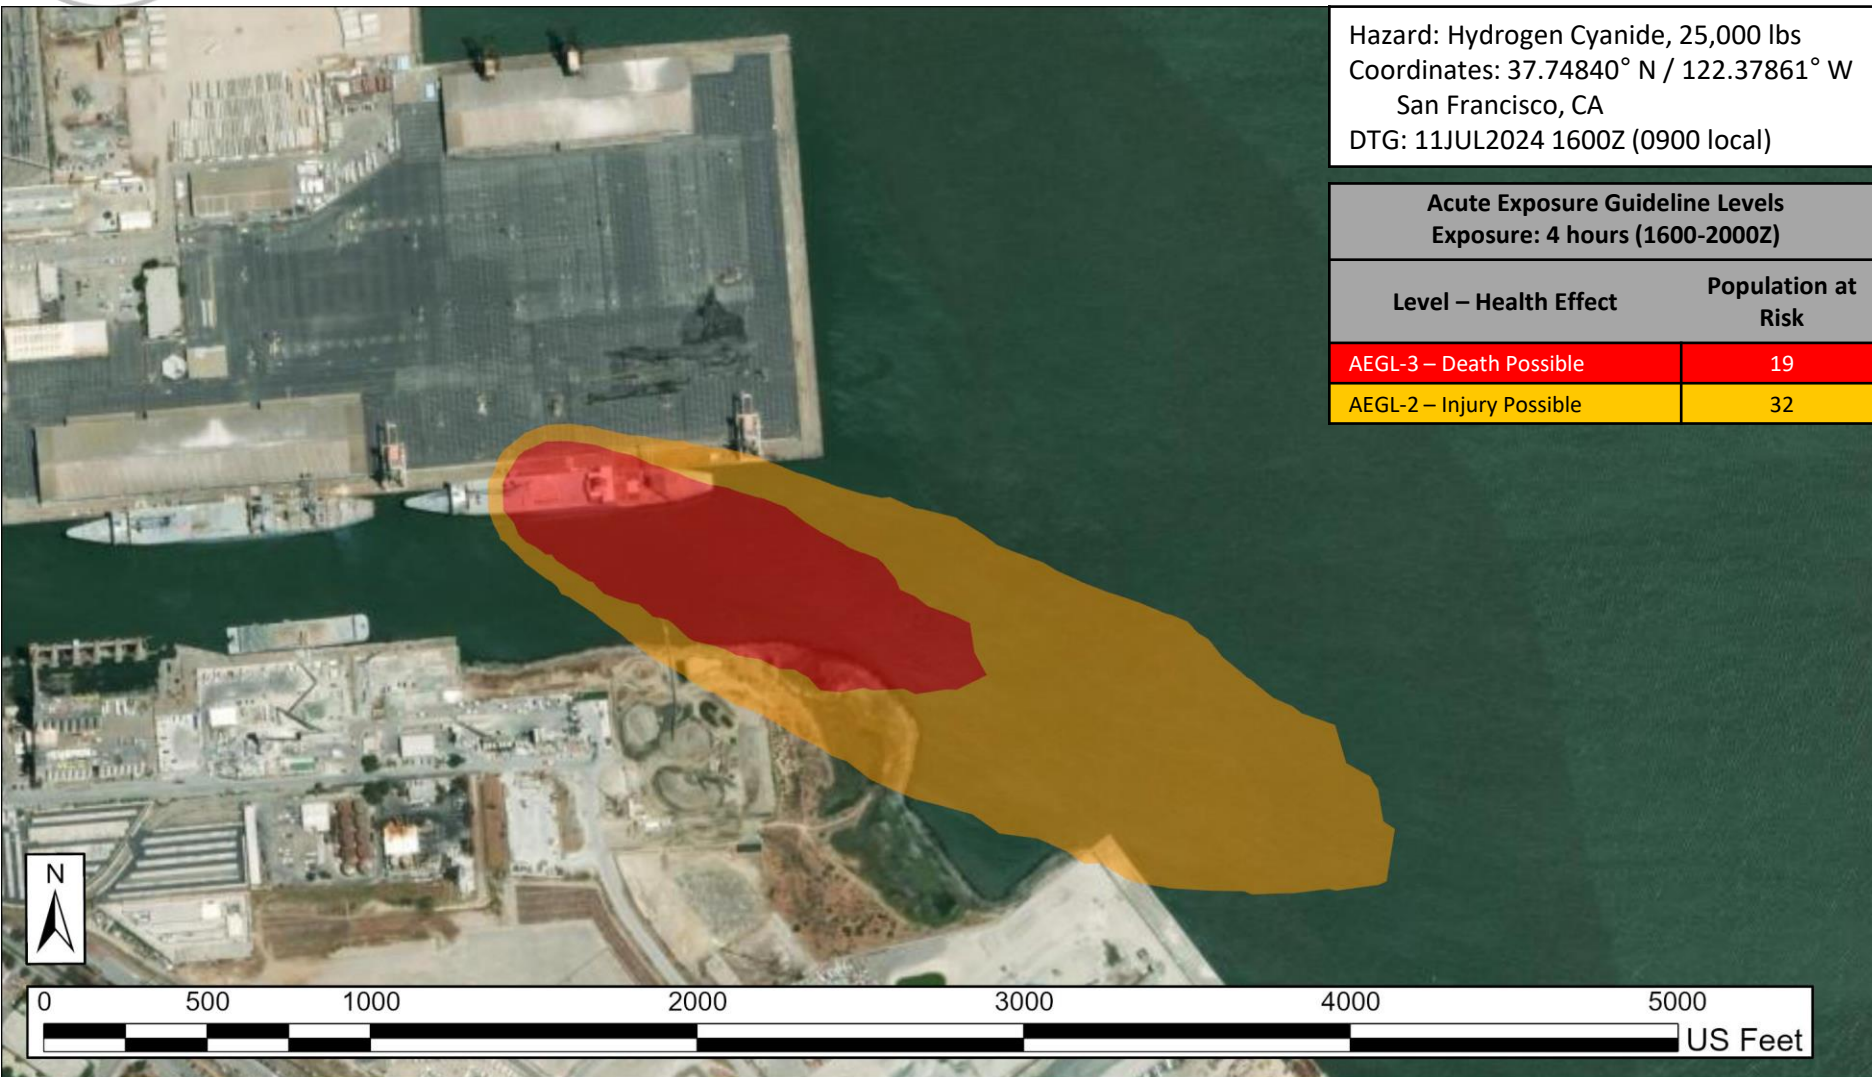 Hazard: Hydrogen Cyanide, 25,000 lbs
Coordinates: 37.74840° N / 122.37861° W
San Francisco, CA
DTG: 11JUL2024 1600Z (0900 local)
Acute Exposure Guideline Levels
Exposure: 4 hours (1600-2000Z)
Level – Health Effect
Population at
Risk
AEGL-3 – Death Possible 19
AEGL-2 – Injury Possible 32
N
0 500 1000 2000 3000 4000 5000
US Feet